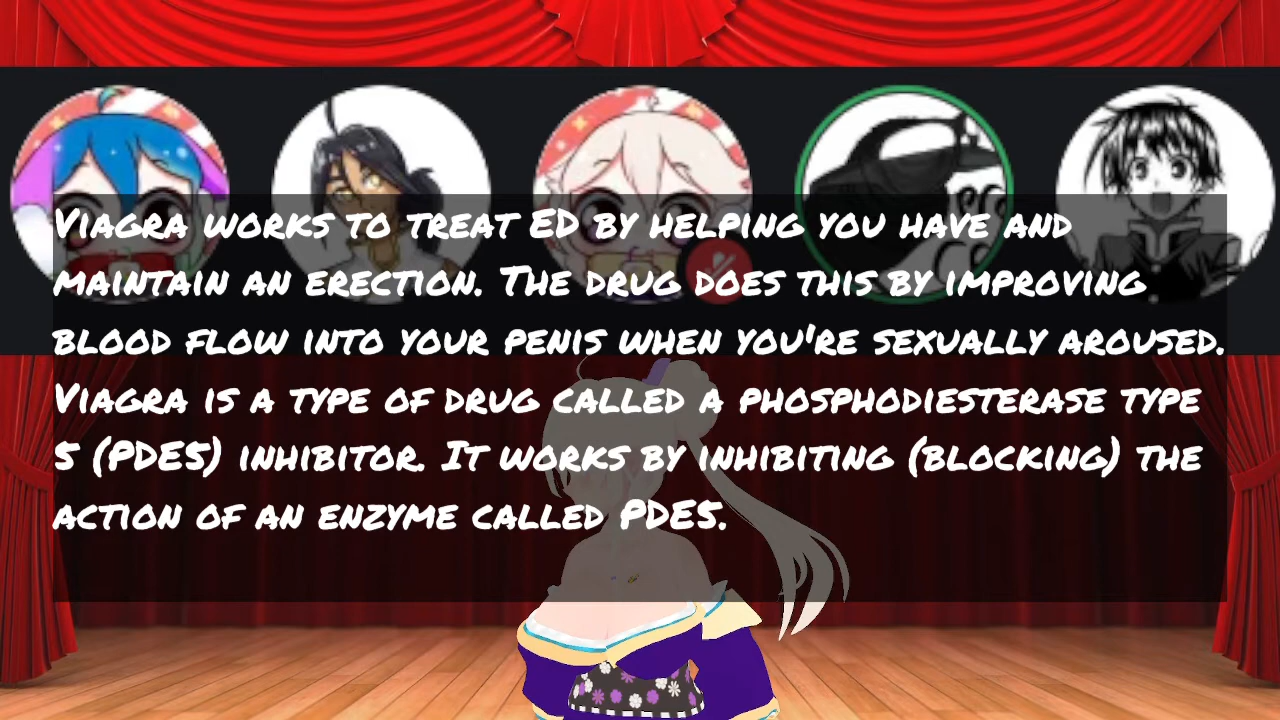 Viagra works to treat ED by helping you have and
maintain an erection. The drug does this by improving
blood flow into your penis when you're sexually aroused.
Viagra is a type of drug called a phosphodiesterase type
5 (PDE5) inhibitor. It works by inhibiting (blocking) the
action of an enzyme called PDE5.